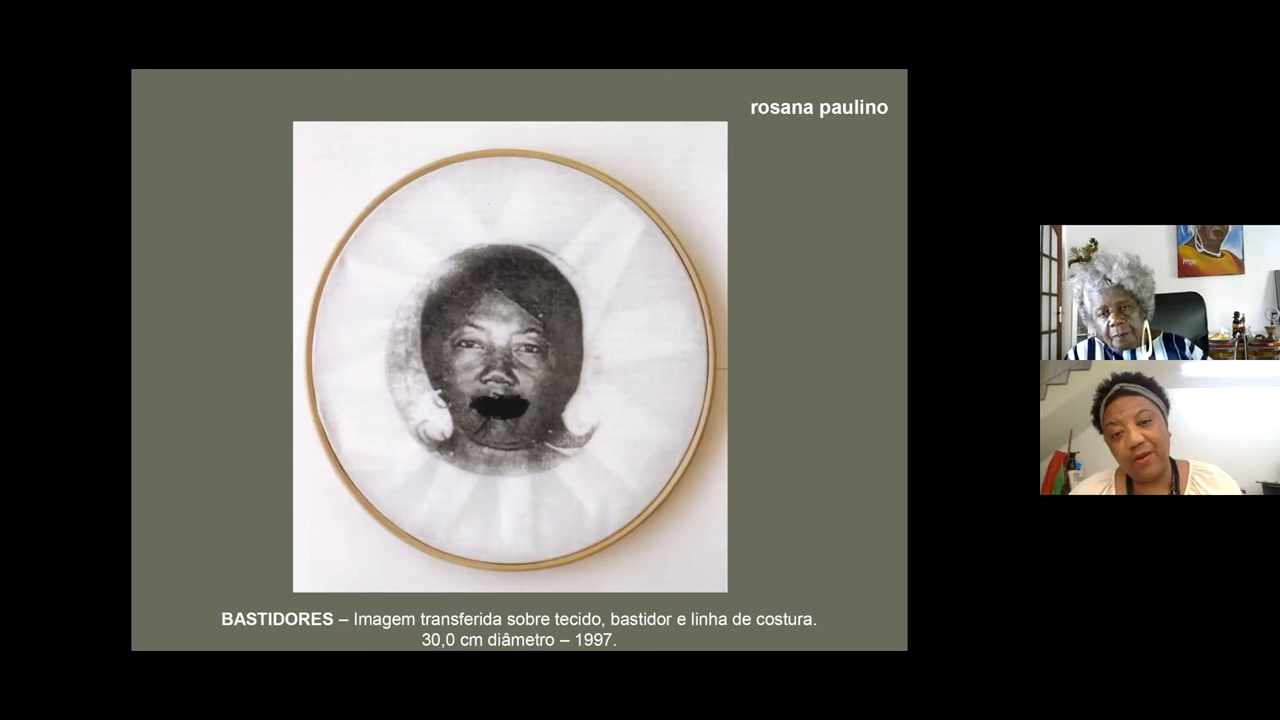 rosana paulino
BASTIDORES – Imagem transferida sobre tecido, bastidor e linha de costura.
30,0 cm diâmetro – 1997.